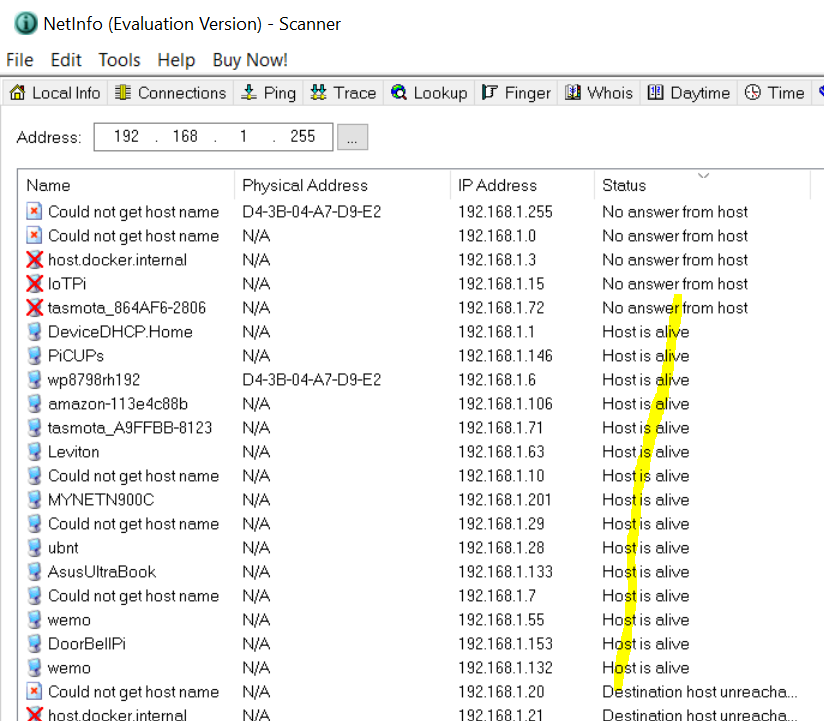 NetInfo (Evaluation Version) - Scanner
File Edit Tools Help Buy Now!
Local Info Connections Ping Trace Lookup Finger Whois Daytime Time
Address: 192 . 168 . 1 . 255 ...
Name Physical Address IP Address Status
Could not get host name D4-3B-04-A7-D9-E2 192.168.1.255 No answer from host
Could not get host name N/A 192.168.1.0 No answer from host
host.docker.internal N/A 192.168.1.3 No answer from host
IoTPi N/A 192.168.1.15 No answer from host
tasmota_864AF6-2806 N/A 192.168.1.72 No answer from host
DeviceDHCP.Home N/A 192.168.1.1 Host is alive
PiCUPs N/A 192.168.1.146 Host is alive
wp8798rh192 D4-3B-04-A7-D9-E2 192.168.1.6 Host is alive
amazon-113e4c88b N/A 192.168.1.106 Host is alive
tasmota_A9FFBB-8123 N/A 192.168.1.71 Host is alive
Leviton N/A 192.168.1.63 Host is alive
Could not get host name N/A 192.168.1.10 Host is alive
MYNETN900C N/A 192.168.1.201 Host is alive
Could not get host name N/A 192.168.1.29 Host is alive
ubnt N/A 192.168.1.28 Host is alive
AsusUltraBook N/A 192.168.1.133 Host is alive
Could not get host name N/A 192.168.1.7 Host is alive
wemo N/A 192.168.1.55 Host is alive
DoorBellPi N/A 192.168.1.153 Host is alive
wemo N/A 192.168.1.132 Host is alive
Could not get host name N/A 192.168.1.20 Destination host unreacha...
host.docker.internal N/A 192.168.1.21 Destination host unreacha...